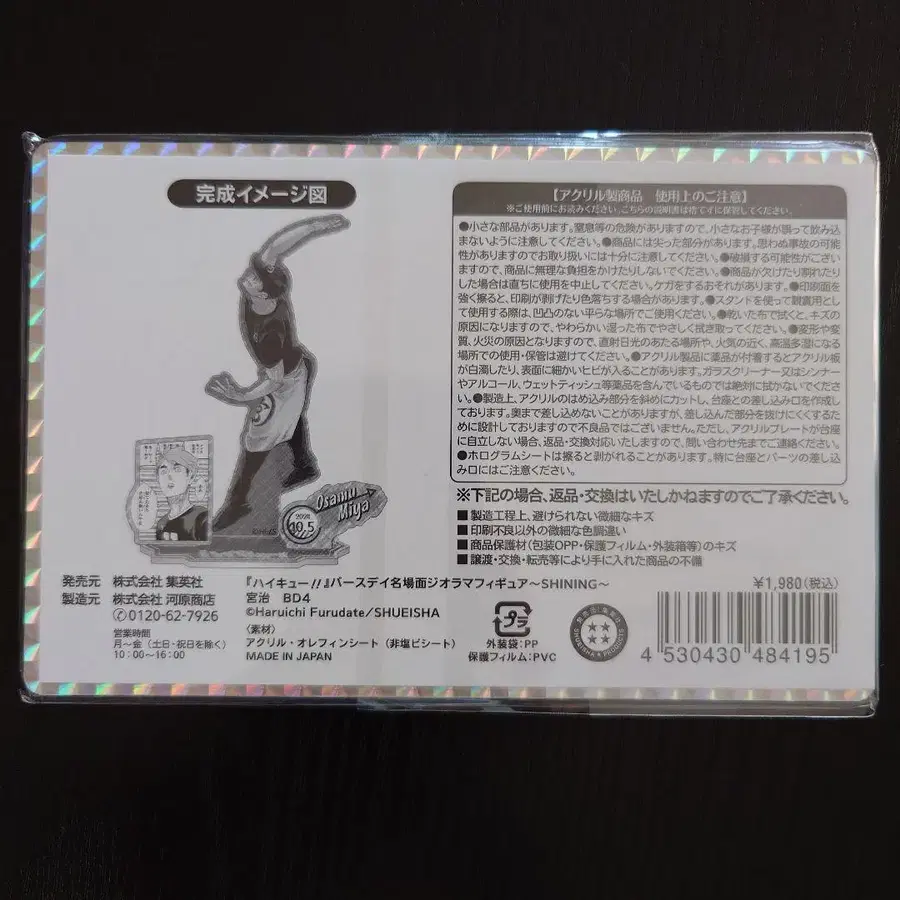 完成イメージ図
Osamu
Miya
10.5
【アクリル製商品　使用上のご注意】
※ご使用前にお読みください。こちらの説明書は捨てずに保管してください。
●小さな部品があります。窒息等の危険がありますので、小さなお子様が誤って飲み込
まないように注意してください。●商品には尖った部分があります。思わぬ事故の可能
性がありますのでお取り扱いには十分に注意してください。●破損する可能性がござい
ますので、商品に無理な負担をかけたりしないでください。●商品が欠けたり割れたり
した場合は直ちに使用を中止してください。ケガをするおそれがあります。●印刷面を
強く擦ると、印刷が剥げたり色落ちする場合があります。●スタンドを使って観賞用とし
て使用する際は、凹凸のない平らな場所でご使用ください。●乾いた布で拭くと、キズの
原因になりますので、やわらかい湿った布でやさしく拭き取ってください。●変形や変
質、火災の原因となりますので、直射日光のあたる場所や、火気の近く、高温多湿になる
場所での使用・保管は避けてください。●アクリル製品に薬品が付着するとアクリル板
が白濁したり、表面に細かいヒビが入ることがあります。ガラスクリーナー又はシンナー
やアルコール、ウェットティッシュ等薬品を含んでいるものでは絶対に拭かないでくださ
い。●製造上、アクリルのはめ込み部分を斜めにカットし、台座との差し込み口を作成し
ております。奥まで差し込めないことがありますが、差し込んだ部分を抜けにくくするため
に設計しておりますので不良品ではございません。ただし、アクリルプレートが台座
に自立しない場合、返品・交換対応いたしますので、問い合わせ先までご連絡ください。
●ホログラムシートは擦ると剥がれることがあります。特に台座とパーツの差し込
み口にはご注意ください。
※下記の場合、返品・交換はいたしかねますのでご了承ください。
■製造工程上、避けられない微細なキズ
■印刷不良以外の微細な色調違い
■商品保護材（包装OPP・保護フィルム・外装箱等）のキズ
■譲渡・交換・転売等により手に入れた商品の不備
発売元　株式会社 集英社
製造元　株式会社 河原商店
0120-62-7926
営業時間
月～金（土日・祝日を除く）
10：00～16：00
『ハイキュー!!』バースデイ名場面ジオラマフィギュア～SHINING～
宮治　BD4
©Haruichi Furudate/SHUEISHA
〈素材〉
アクリル・オレフィンシート（非塩ビシート）
MADE IN JAPAN
プラ
外装袋：PP
保護フィルム：PVC
¥1,980(税込)
4 530430 484195